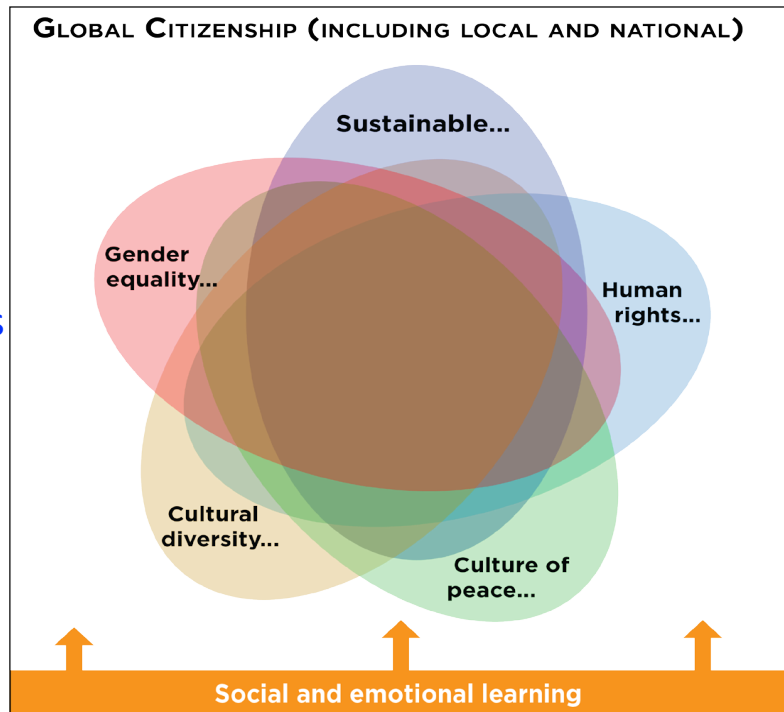 GLOBAL CITIZENSHIP (INCLUDING LOCAL AND NATIONAL)
Sustainable...
Gender
equality...
Human
rights...
Cultural
diversity...
Culture of
peace...
Social and emotional learning